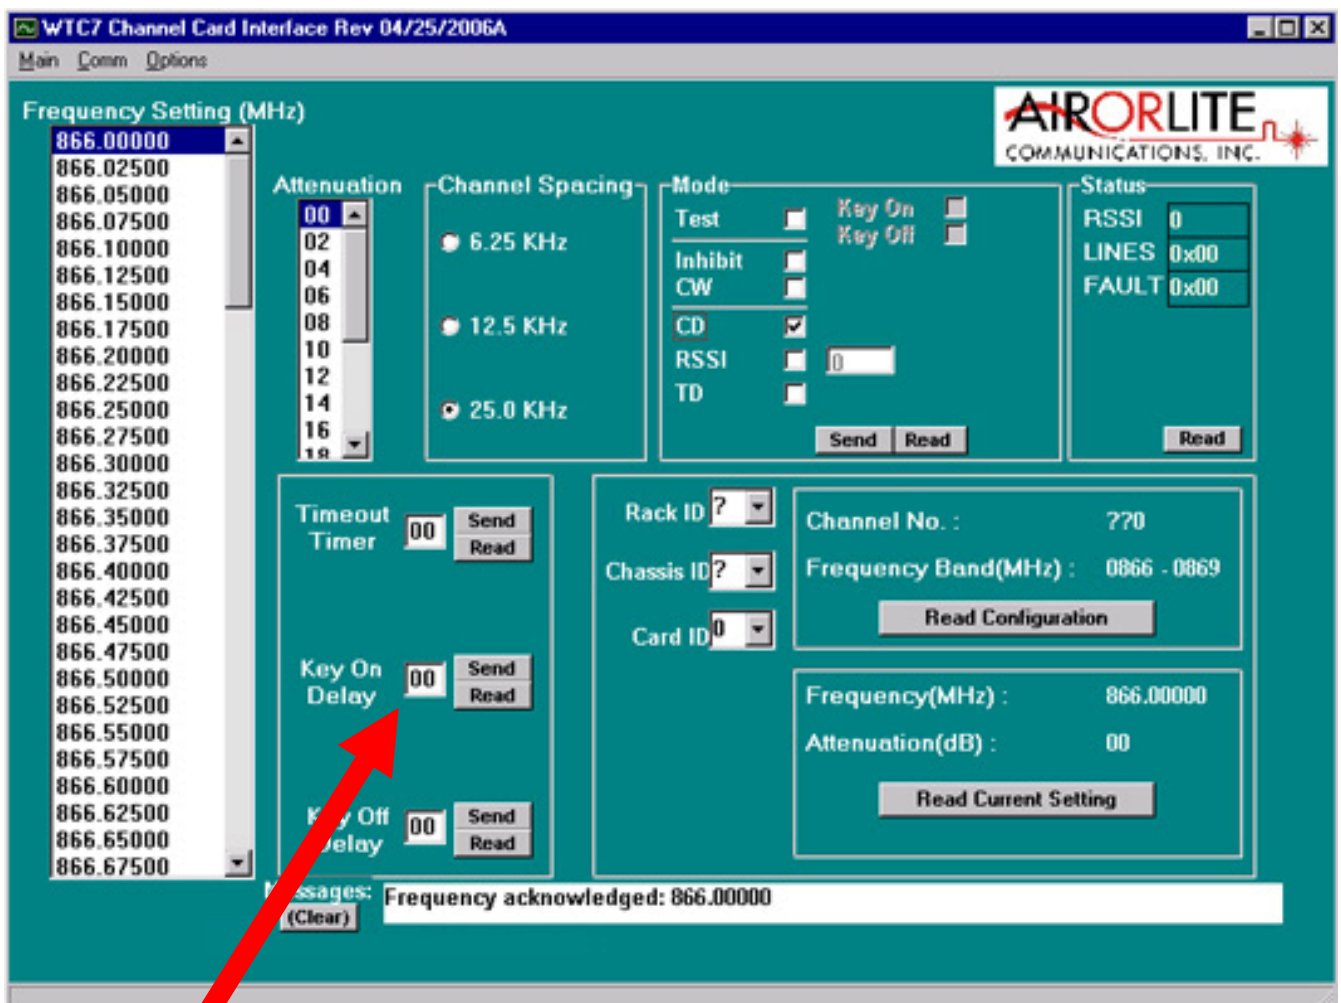 WTC7 Channel Card Interface Rev 04/25/2006A
Main Comm Options
Frequency Setting (MHz)
866.00000
866.02500
866.05000
866.07500
866.10000
866.12500
866.15000
866.17500
866.20000
866.22500
866.25000
866.27500
866.30000
866.32500
866.35000
866.37500
866.40000
866.42500
866.45000
866.47500
866.50000
866.52500
866.55000
866.57500
866.60000
866.62500
866.65000
866.67500
Attenuation
00
02
04
06
08
10
12
14
16
18
Channel Spacing
6.25 KHz
12.5 KHz
25.0 KHz
Mode
Test
Key On
Key Off
Inhibit
CW
CD
RSSI 0
TD
Send Read
AIRORLITE
COMMUNICATIONS, INC.
Status
RSSI 0
LINES 0x00
FAULT 0x00
Read
Timeout
Timer
00
Send
Read
Key On
Delay
00
Send
Read
Key Off
Delay
00
Send
Read
Rack ID ?
Chassis ID ?
Card ID 0
Channel No. : ??0
Frequency Band(MHz) : 0866 - 0869
Read Configuration
Frequency(MHz) : 866.00000
Attenuation(dB) : 00
Read Current Setting
Messages:
(Clear)
Frequency acknowledged: 866.00000